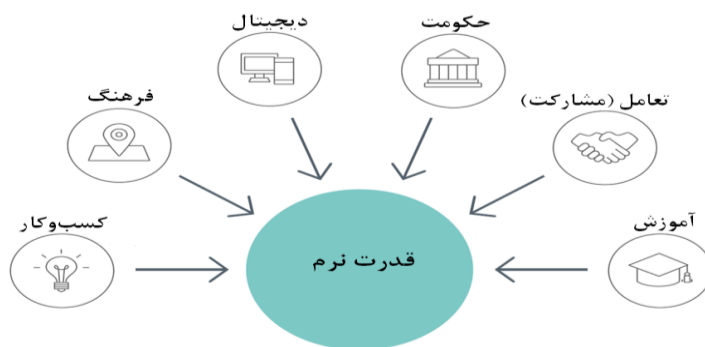 حکومت
دیجیتال
تعامل (مشارکت)
فرهنگ
آموزش
کسب‌وکار
قدرت نرم